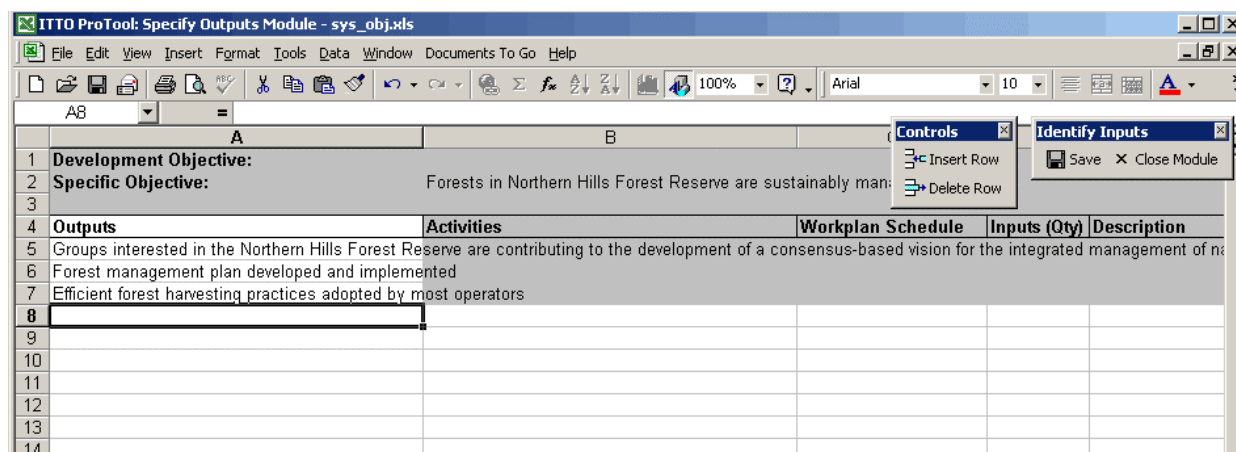 ITTO ProTool: Specify Outputs Module - sys_obj.xls
File Edit View Insert Format Tools Data Window Documents To Go Help
100% Arial 10 A
A8 =
Controls
Insert Row
Delete Row
Identify Inputs
Save Close Module
A B
1 Development Objective:
2 Specific Objective: Forests in Northern Hills Forest Reserve are sustainably man
3
4 Outputs Activities Workplan Schedule Inputs (Qty) Description
5 Groups interested in the Northern Hills Forest Reserve are contributing to the development of a consensus-based vision for the integrated management of na
6 Forest management plan developed and implemented
7 Efficient forest harvesting practices adopted by most operators
8
9
10
11
12
13
14